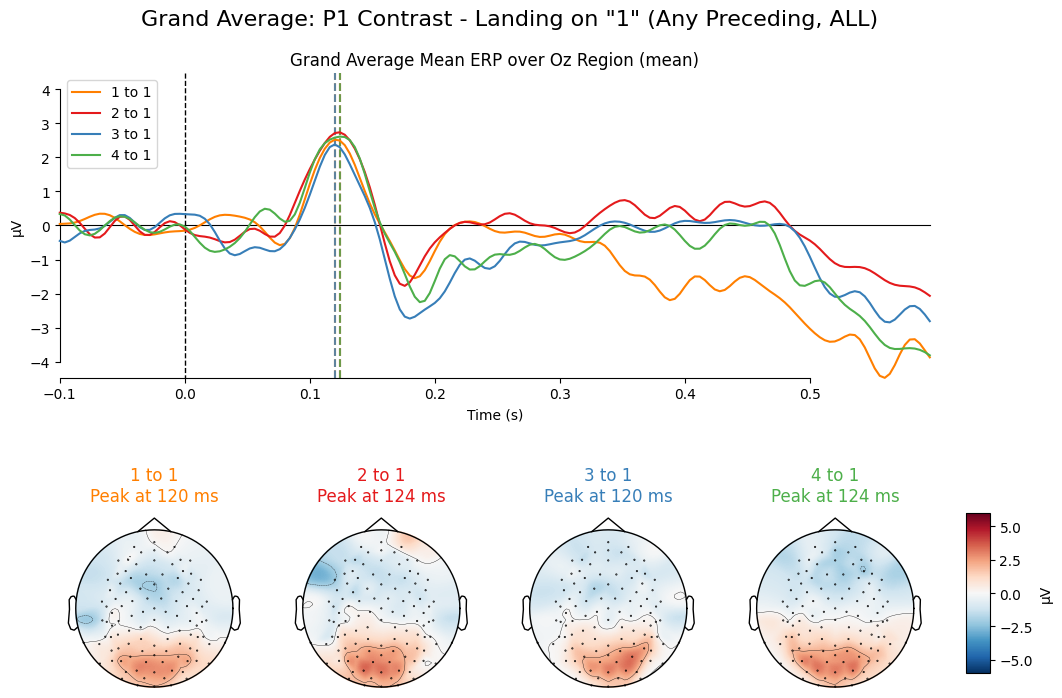 Grand Average: P1 Contrast - Landing on "1" (Any Preceding, ALL)
Grand Average Mean ERP over Oz Region (mean)
1 to 1
2 to 1
3 to 1
4 to 1
4
3
2
1
0
−1
−2
−3
−4
µV
−0.1
0.0
0.1
0.2
0.3
0.4
0.5
Time (s)
1 to 1
Peak at 120 ms
2 to 1
Peak at 124 ms
3 to 1
Peak at 120 ms
4 to 1
Peak at 124 ms
5.0
2.5
0.0
−2.5
−5.0
µV